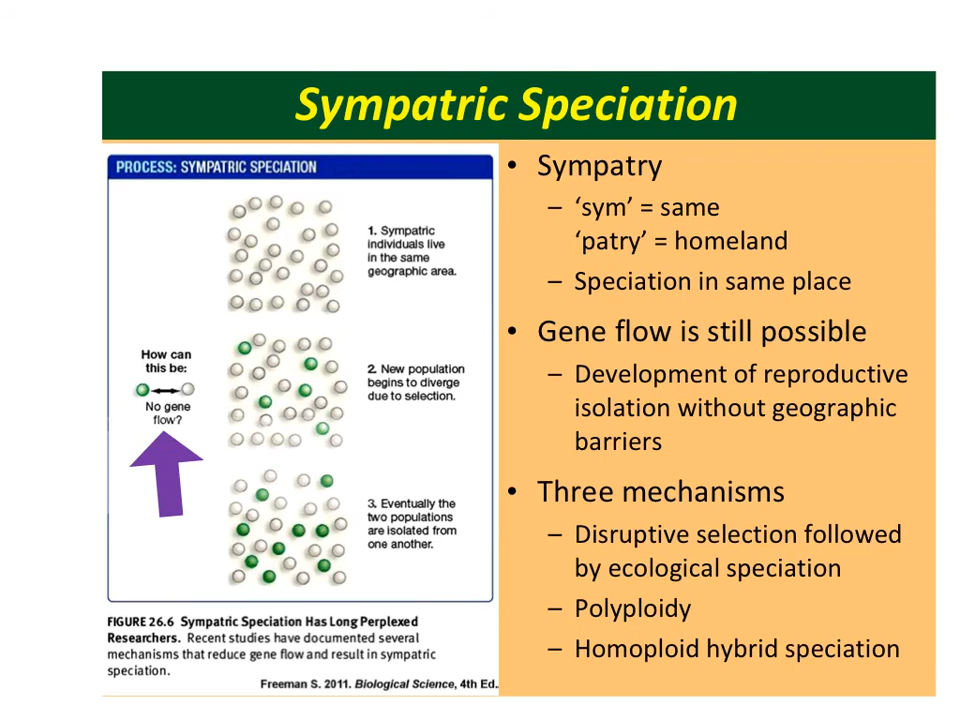 Sympatric Speciation
PROCESS: SYMPATRIC SPECIATION
1. Sympatric
individuals live
in the same
geographic area.
How can
this be:
No gene
flow?
2. New population
begins to diverge
due to selection.
3. Eventually the
two populations
are isolated from
one another.
FIGURE 26.6 Sympatric Speciation Has Long Perplexed
Researchers. Recent studies have documented several
mechanisms that reduce gene flow and result in sympatric
speciation.
Freeman S. 2011. Biological Science, 4th Ed.
• Sympatry
– ‘sym’ = same
‘patry’ = homeland
– Speciation in same place
• Gene flow is still possible
– Development of reproductive
isolation without geographic
barriers
• Three mechanisms
– Disruptive selection followed
by ecological speciation
– Polyploidy
– Homoploid hybrid speciation